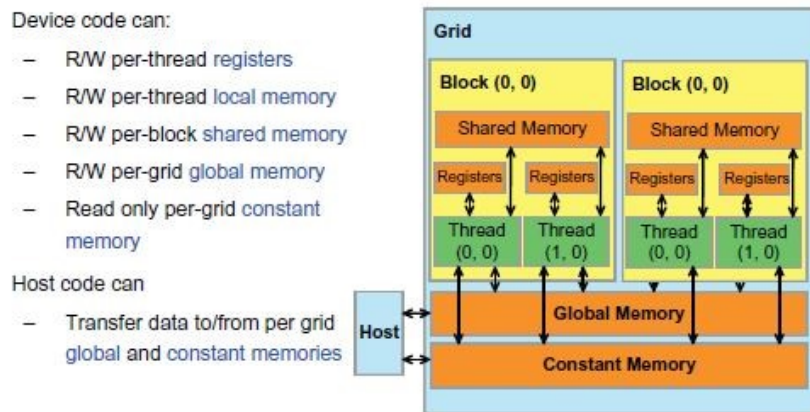 Device code can:
– R/W per-thread registers
– R/W per-thread local memory
– R/W per-block shared memory
– R/W per-grid global memory
– Read only per-grid constant
memory
Host code can
– Transfer data to/from per grid
global and constant memories
Grid
Block (0, 0)
Shared Memory
Registers
Registers
Thread
(0, 0)
Thread
(1, 0)
Block (0, 0)
Shared Memory
Registers
Registers
Thread
(0, 0)
Thread
(1, 0)
Host
Global Memory
Constant Memory